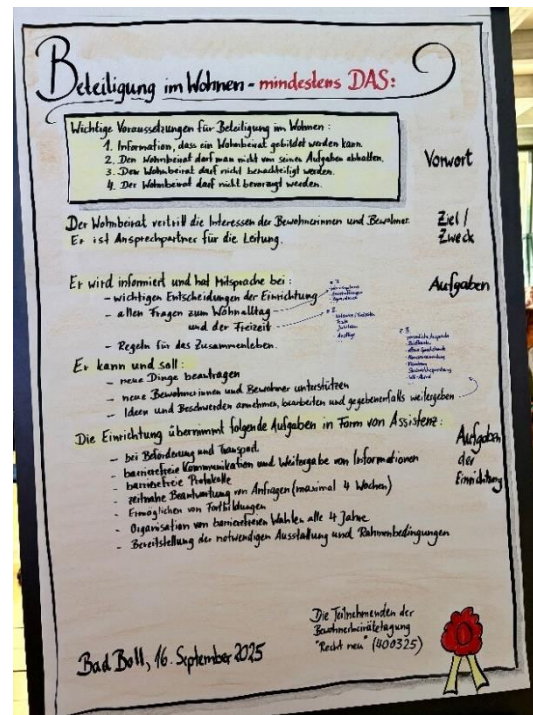 Beteiligung im Wohnen - mindestens DAS:
Wichtige Voraussetzungen für Beteiligung im Wohnen:
1. Information, dass ein Wohnbeirat gebildet werden kann.
2. Den Wohnbeirat darf man nicht von seinen Aufgaben abhalten.
3. Der Wohnbeirat darf nicht benachteiligt werden.
4. Der Wohnbeirat darf nicht bevorzugt werden.
Vorwort
Der Wohnbeirat vertritt die Interessen der Bewohnerinnen und Bewohner.
Er ist Ansprechpartner für die Leitung.
Ziel /
Zweck
Er wird informiert und hat Mitsprache bei:
- wichtigen Entscheidungen der Einrichtung
- allen Fragen zum Wohnalltag
und der Freizeit
- Regeln für das Zusammenleben.
Aufgaben
Er kann und soll:
- neue Dinge beantragen
- neue Bewohnerinnen und Bewohner unterstützen
- Ideen und Beschwerden annehmen, bearbeiten und gegebenenfalls weitergeben
Die Einrichtung übernimmt folgende Aufgaben in Form von Assistenz:
- bei Beförderung und Transport
- barrierefreie Kommunikation und Weitergabe von Informationen
- barrierefreie Protokolle
- zeitnahe Beantwortung von Anfragen (maximal 4 Wochen)
- Ermöglichen von Fortbildungen
- Organisation von barrierefreien Wahlen alle 4 Jahre
- Bereitstellung der notwendigen Ausstattung und Rahmenbedingungen
Aufgaben
der
Einrichtung
Die Teilnehmenden der
Bewohnerbeirätetagung
"Recht neu" (400325)
Bad Boll, 16. September 2025